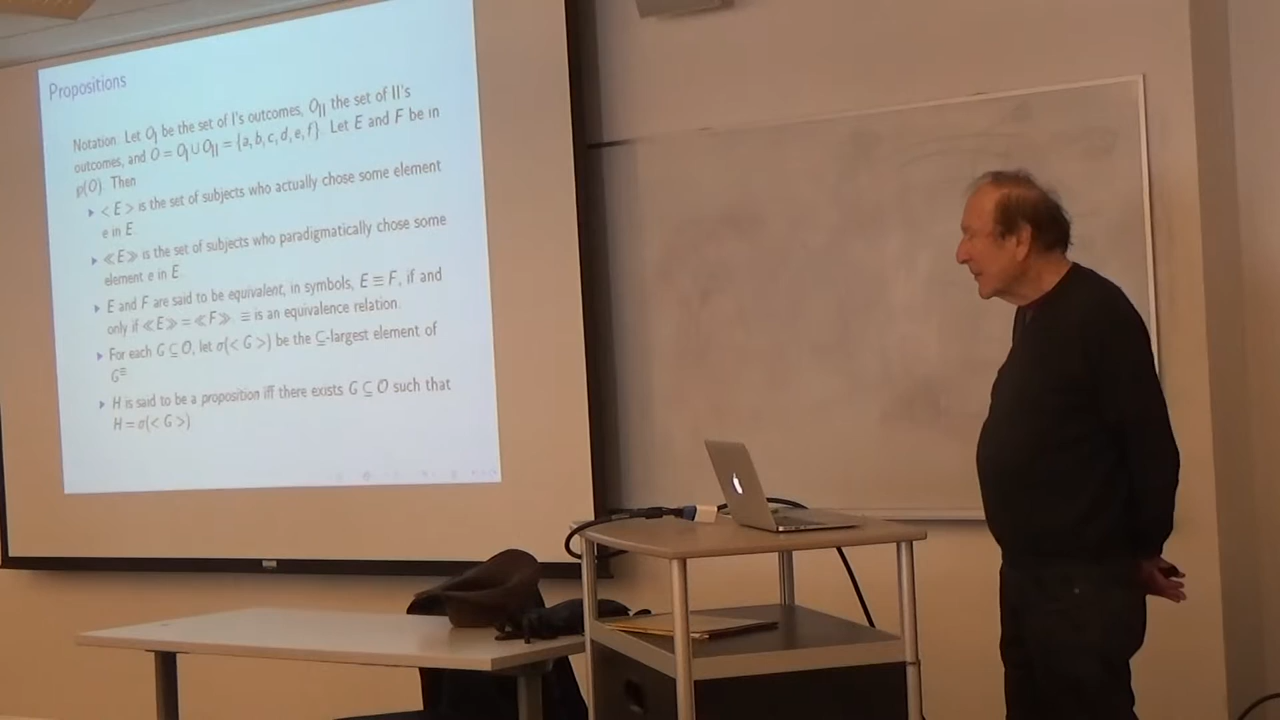 Propositions
Notation. Let O_I be the set of I's outcomes, O_II the set of II's
outcomes, and O = O_I ∪ O_II = {a, b, c, d, e, f}. Let E and F be in
℘(O). Then
▸ < E > is the set of subjects who actually chose some element
e in E.
▸ ≪E≫ is the set of subjects who paradigmatically chose some
element e in E.
▸ E and F are said to be equivalent, in symbols, E ≡ F, if and
only if ≪E≫ = ≪F≫. ≡ is an equivalence relation.
▸ For each G ⊆ O, let σ(< G >) be the ⊆-largest element of
G^≡
▸ H is said to be a proposition iff there exists G ⊆ O such that
H = σ(< G >)